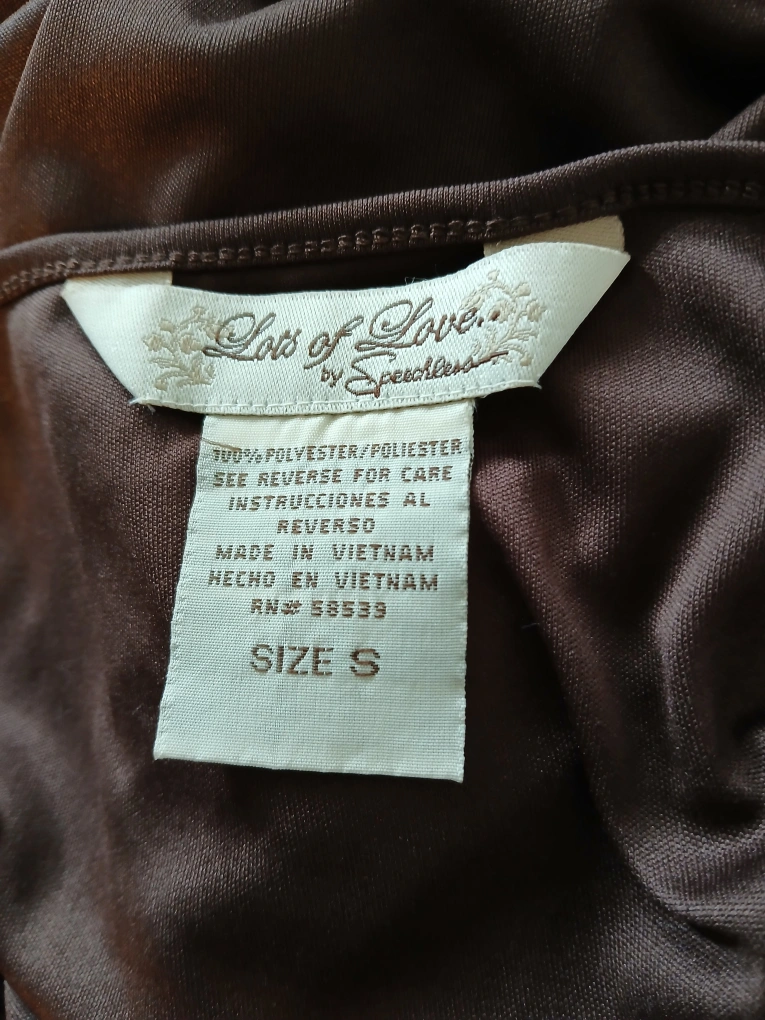 Lots of Love..
by Speechless
100% POLYESTER/POLIESTER
SEE REVERSE FOR CARE
INSTRUCCIONES AL
REVERSO
MADE IN VIETNAM
HECHO EN VIETNAM
RN# 58539
SIZE S